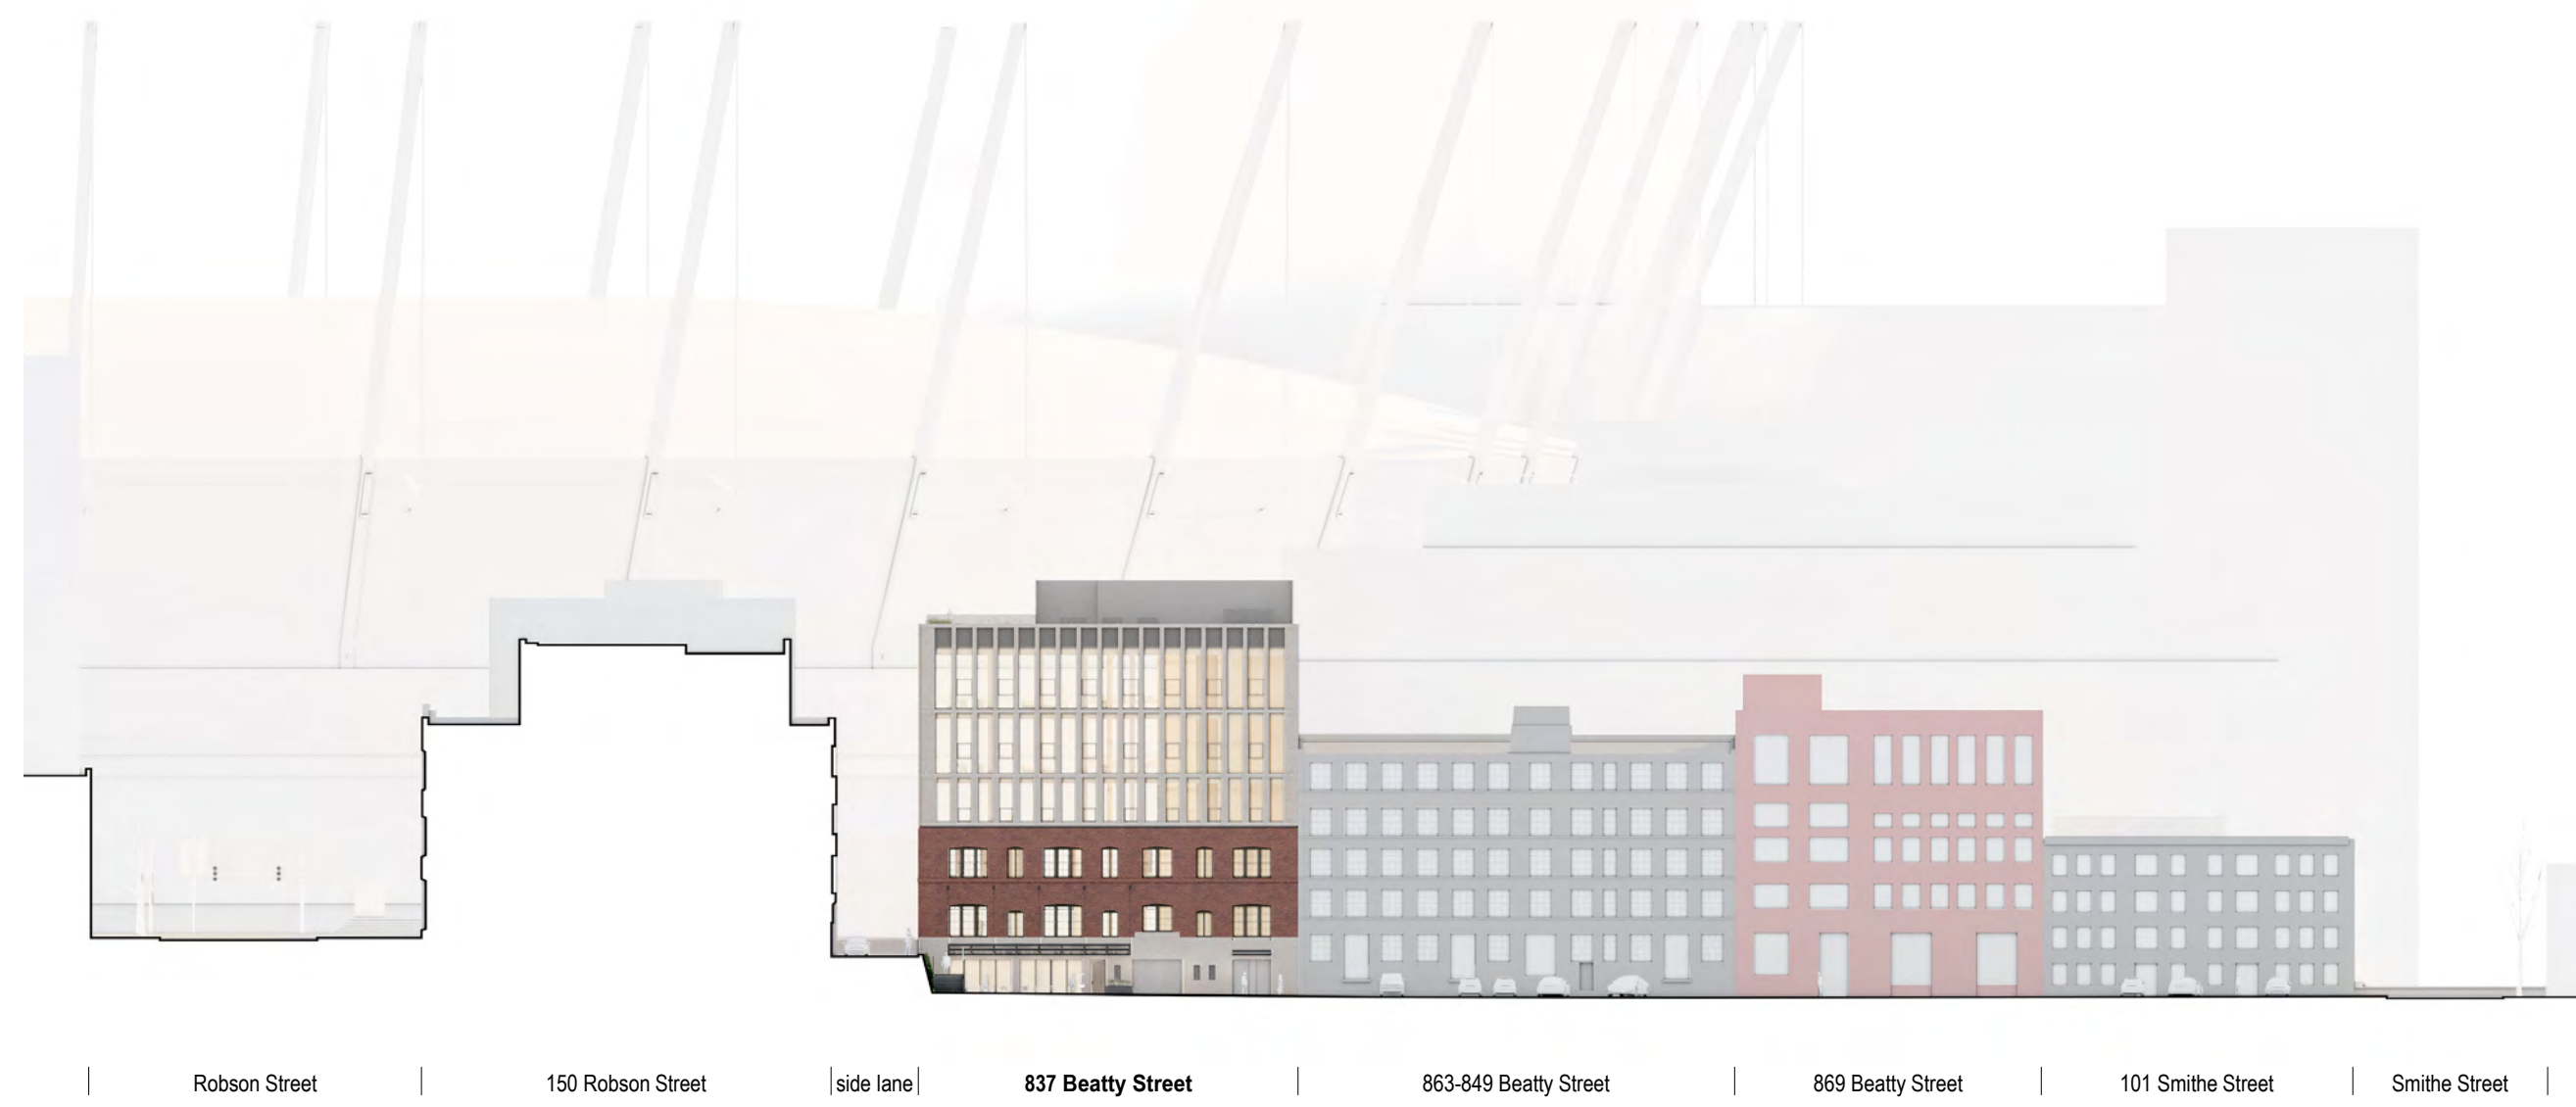 Robson Street
150 Robson Street
side lane
837 Beatty Street
863-849 Beatty Street
869 Beatty Street
101 Smithe Street
Smithe Street